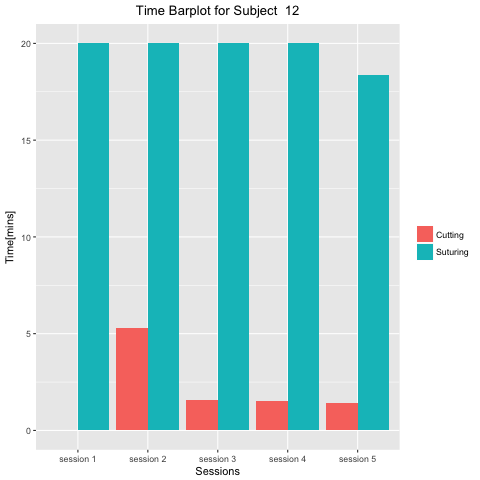 Time Barplot for Subject  12
Time[mins]
20
15
10
5
0
session 1 session 2 session 3 session 4 session 5
Sessions
Cutting
Suturing